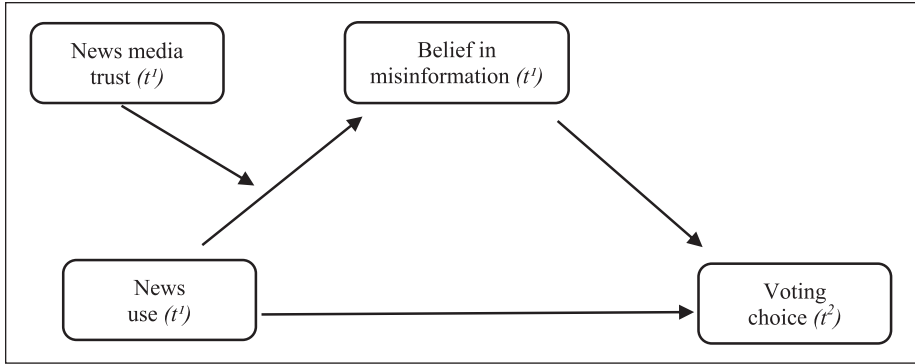 News media
trust (t¹)
Belief in
misinformation (t¹)
News
use (t¹)
Voting
choice (t²)